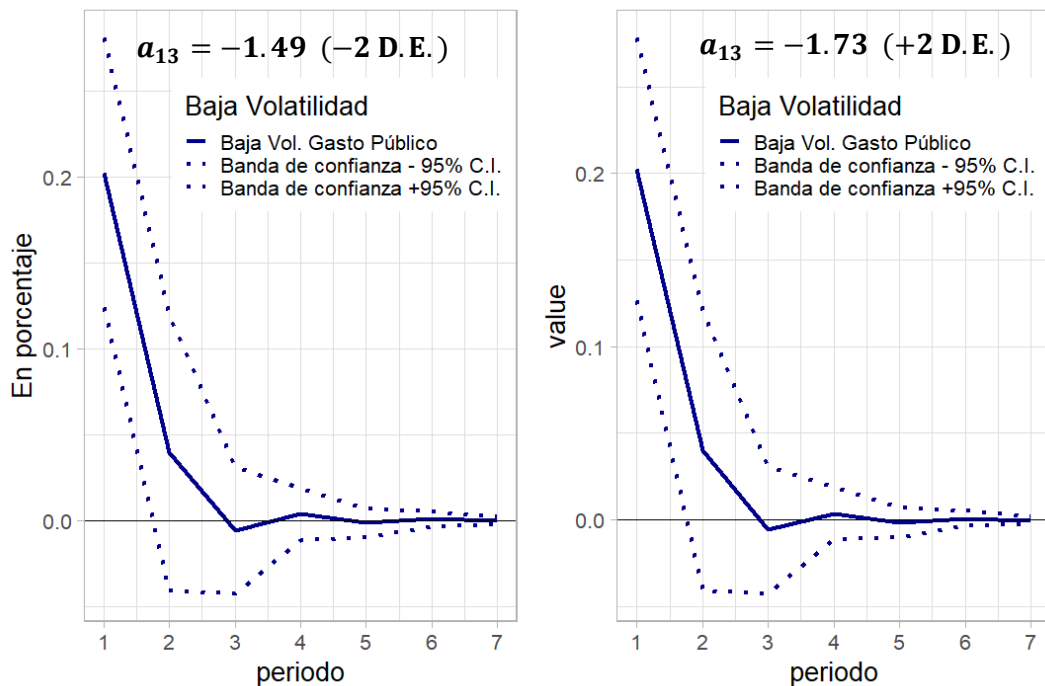 a₁₃ = −1.49 (−2 D.E.)
Baja Volatilidad
Baja Vol. Gasto Público
Banda de confianza - 95% C.I.
Banda de confianza +95% C.I.
En porcentaje
0.2
0.1
0.0
1 2 3 4 5 6 7
periodo
a₁₃ = −1.73 (+2 D.E.)
Baja Volatilidad
Baja Vol. Gasto Público
Banda de confianza - 95% C.I.
Banda de confianza +95% C.I.
value
0.2
0.1
0.0
1 2 3 4 5 6 7
periodo